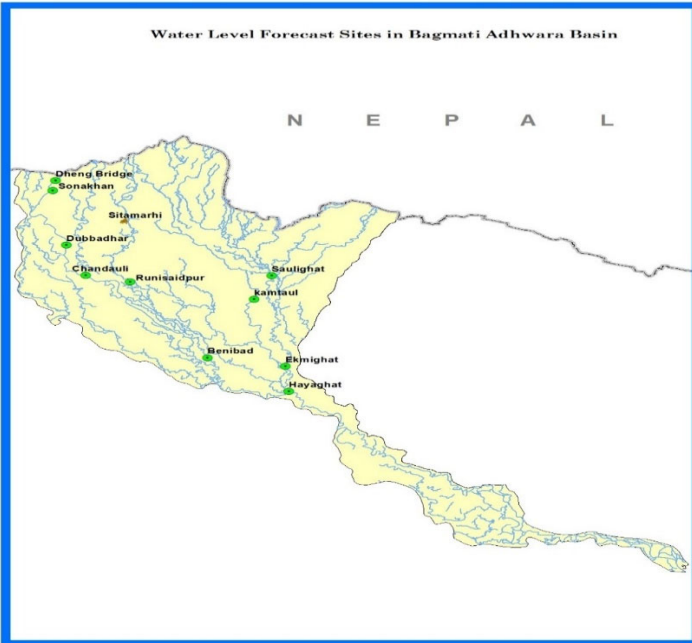 Water Level Forecast Sites in Bagmati Adhwara Basin
N E P A L
Dheng Bridge
Sonakhan
Sitamarhi
Dubbadhar
Chandauli
Saulighat
Runisaidpur
kamtaul
Benibad
Ekmighat
Hayaghat